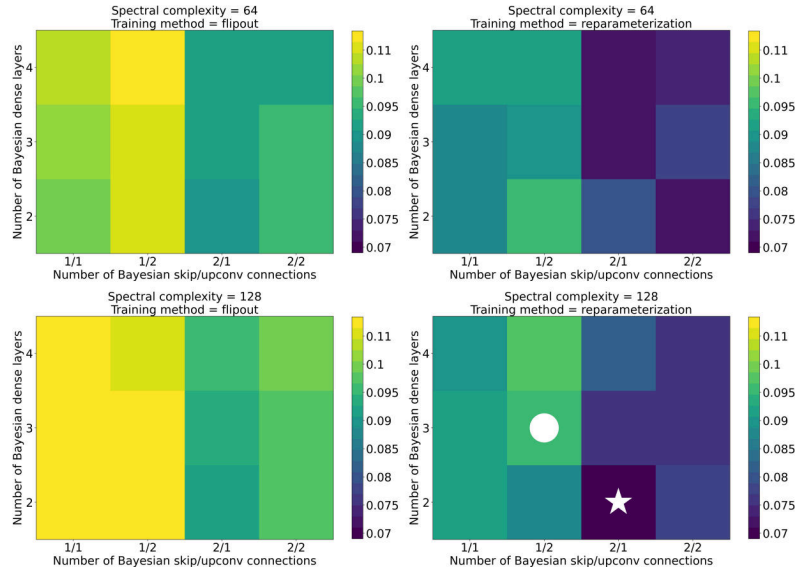 Spectral complexity = 64
Training method = flipout
Number of Bayesian dense layers
4
3
2
1/1 1/2 2/1 2/2
Number of Bayesian skip/upconv connections
0.11
0.1
0.095
0.09
0.085
0.08
0.075
0.07
Spectral complexity = 64
Training method = reparameterization
Number of Bayesian dense layers
4
3
2
1/1 1/2 2/1 2/2
Number of Bayesian skip/upconv connections
0.11
0.1
0.095
0.09
0.085
0.08
0.075
0.07
Spectral complexity = 128
Training method = flipout
Number of Bayesian dense layers
4
3
2
1/1 1/2 2/1 2/2
Number of Bayesian skip/upconv connections
0.11
0.1
0.095
0.09
0.085
0.08
0.075
0.07
Spectral complexity = 128
Training method = reparameterization
Number of Bayesian dense layers
4
3
2
1/1 1/2 2/1 2/2
Number of Bayesian skip/upconv connections
0.11
0.1
0.095
0.09
0.085
0.08
0.075
0.07